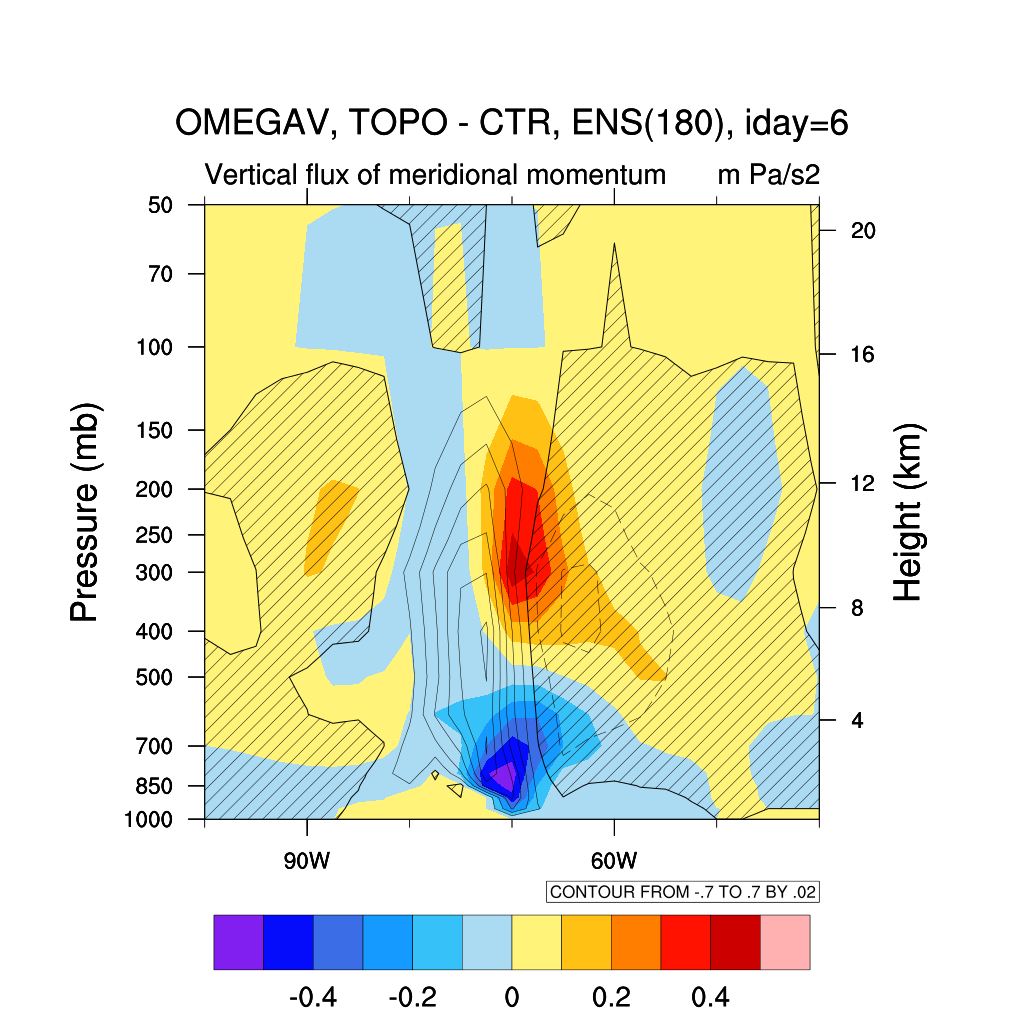 OMEGAV, TOPO - CTR, ENS(180), iday=6
Vertical flux of meridional momentum m Pa/s2
50
70
100
150
200
250
300
400
500
700
850
1000
Pressure (mb)
20
16
12
8
4
Height (km)
90W 60W
CONTOUR FROM -.7 TO .7 BY .02
-0.4 -0.2 0 0.2 0.4